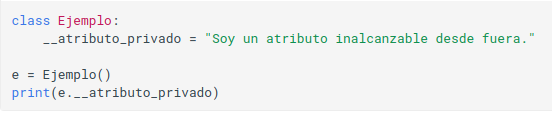 class Ejemplo:
    __atributo_privado = "Soy un atributo inalcanzable desde fuera."

e = Ejemplo()
print(e.__atributo_privado)